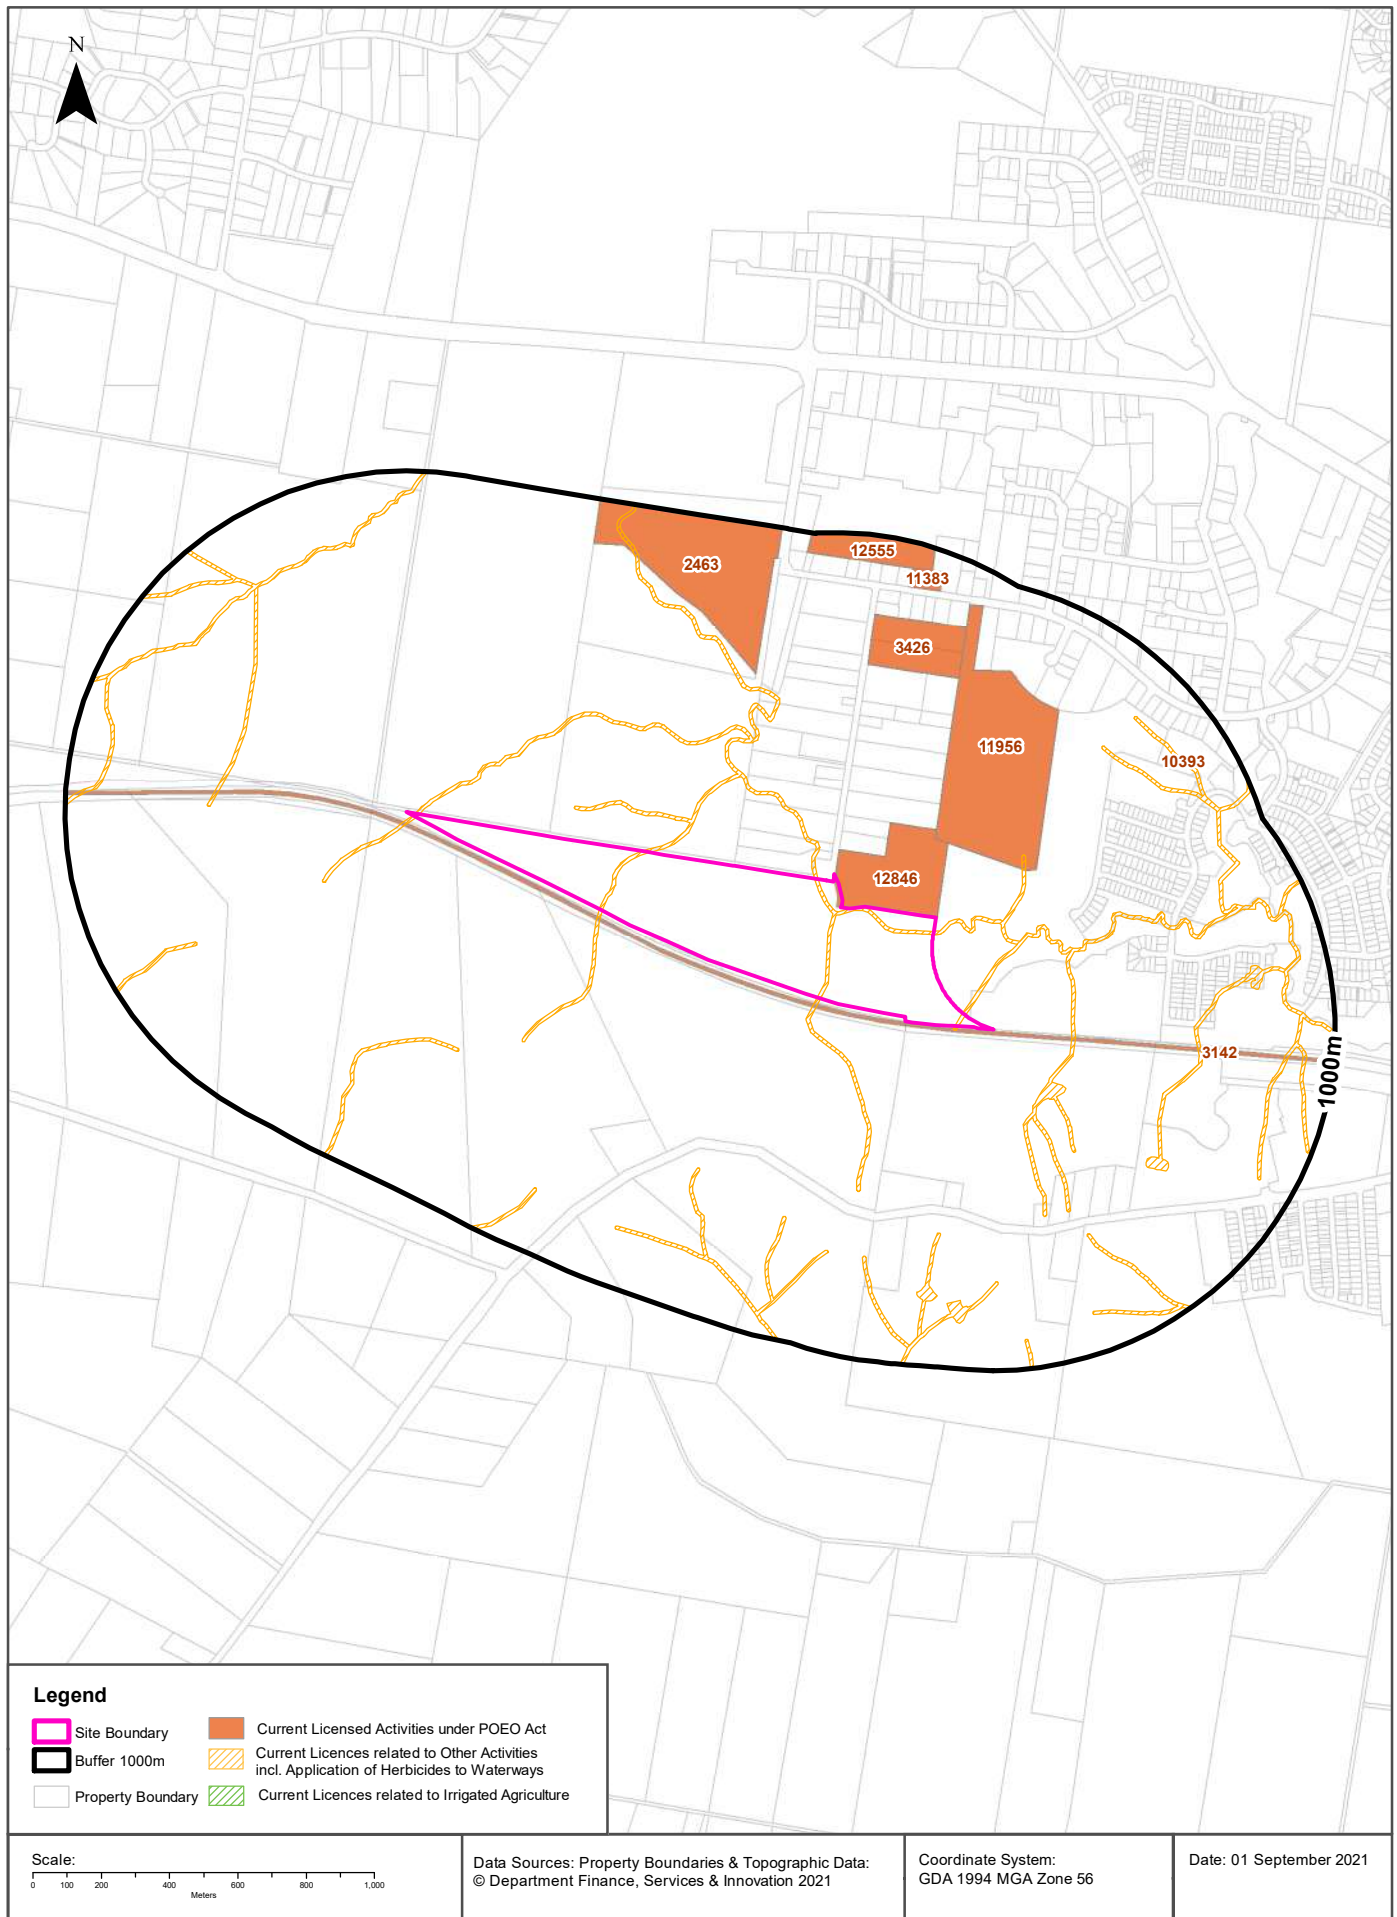 N
12555
2463
11383
3426
11956
10393
12846
3142
1000m
Legend
Site Boundary
Buffer 1000m
Property Boundary
Current Licensed Activities under POEO Act
Current Licences related to Other Activities
incl. Application of Herbicides to Waterways
Current Licences related to Irrigated Agriculture
Scale:
0 100 200 400 600 800 1,000
Meters
Data Sources: Property Boundaries & Topographic Data:
© Department Finance, Services & Innovation 2021
Coordinate System:
GDA 1994 MGA Zone 56
Date: 01 September 2021